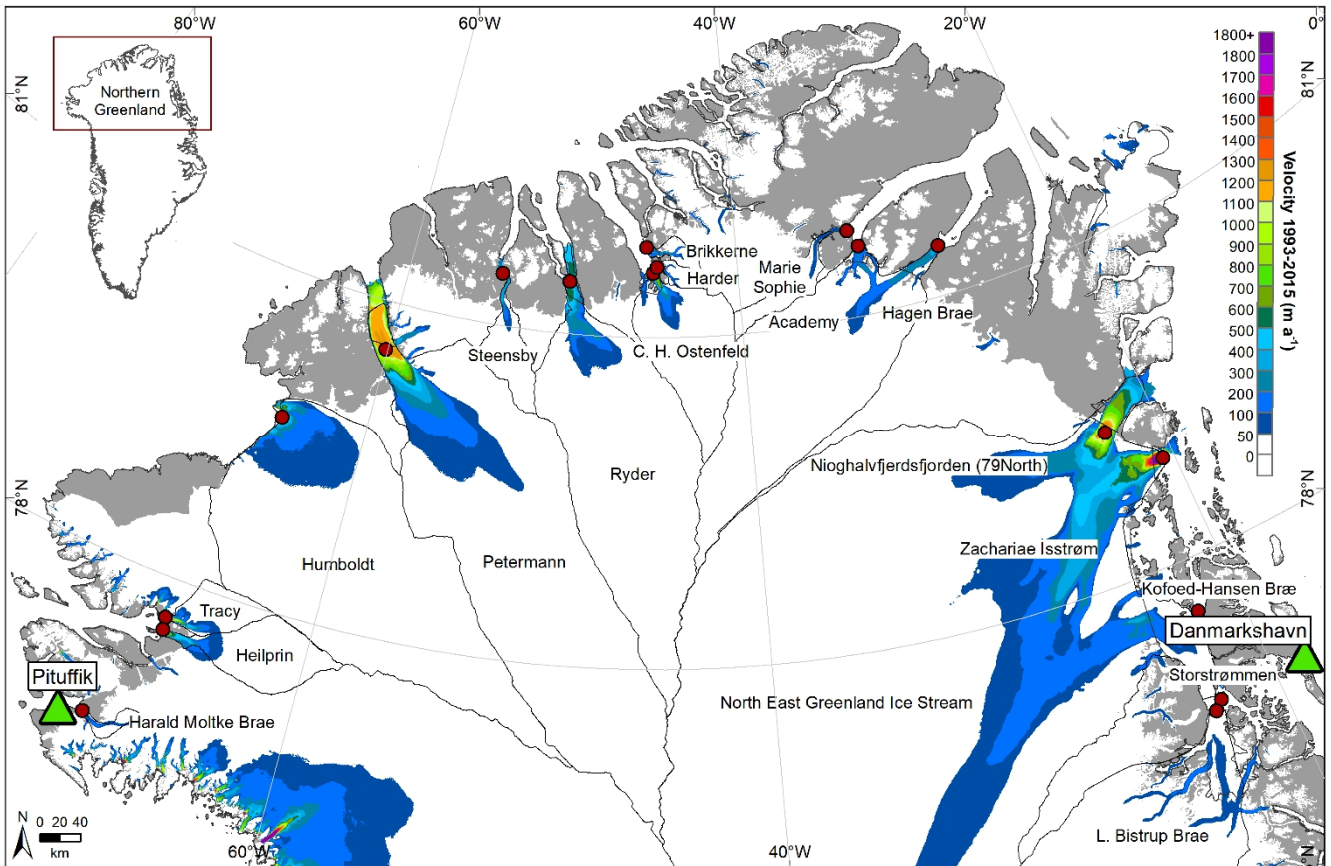 80°W
60°W
40°W
20°W
0°
81°N
81°N
Northern
Greenland
1800+
1800
1700
1600
1500
1400
1300
1200
1100
1000
900
800
700
600
500
400
300
200
100
50
0
Velocity 1993-2015 (m a⁻¹)
Brikkerne
Harder
Marie
Sophie
Academy
Hagen Brae
Steensby
C. H. Ostenfeld
Ryder
Nioghalvfjerdsfjorden (79North)
78°N
78°N
Zachariae Isstrøm
Humboldt
Petermann
Kofoed-Hansen Bræ
Tracy
Danmarkshavn
Heilprin
Pituffik
Storstrømmen
North East Greenland Ice Stream
Harald Moltke Brae
L. Bistrup Brae
N
0 20 40
km
60°W
40°W